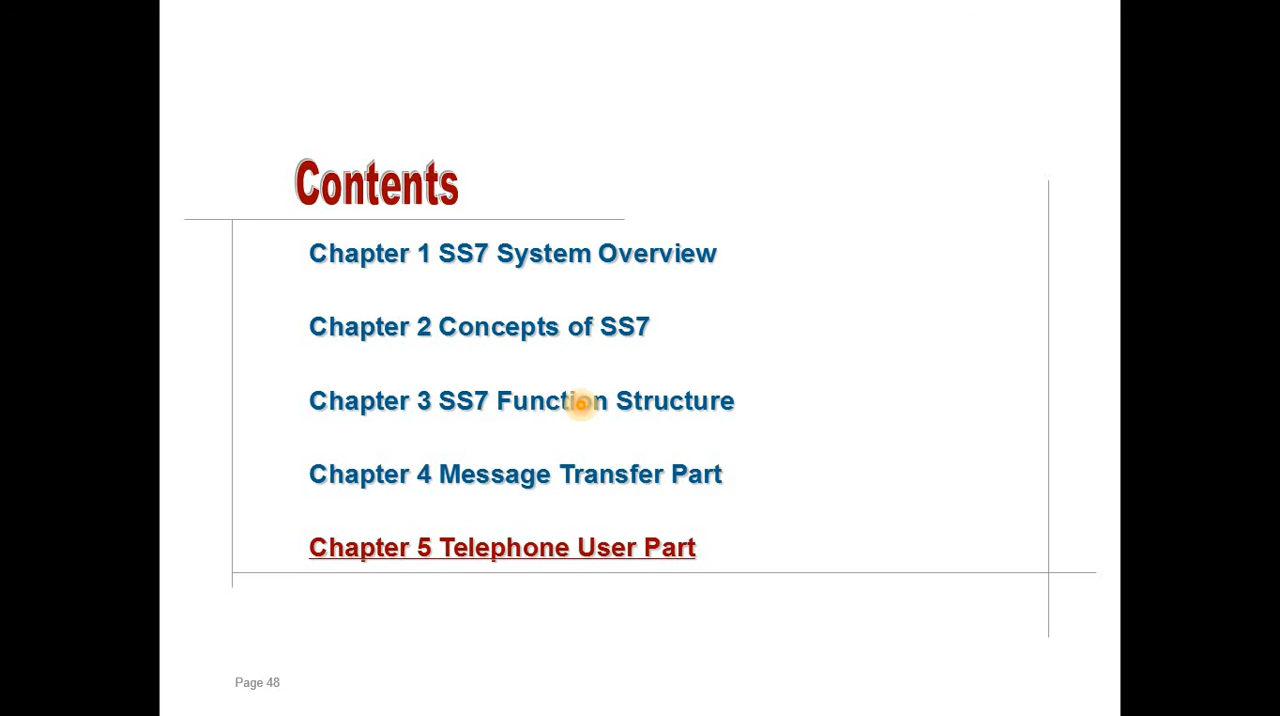 Contents
Chapter 1 SS7 System Overview
Chapter 2 Concepts of SS7
Chapter 3 SS7 Function Structure
Chapter 4 Message Transfer Part
Chapter 5 Telephone User Part
Page 48